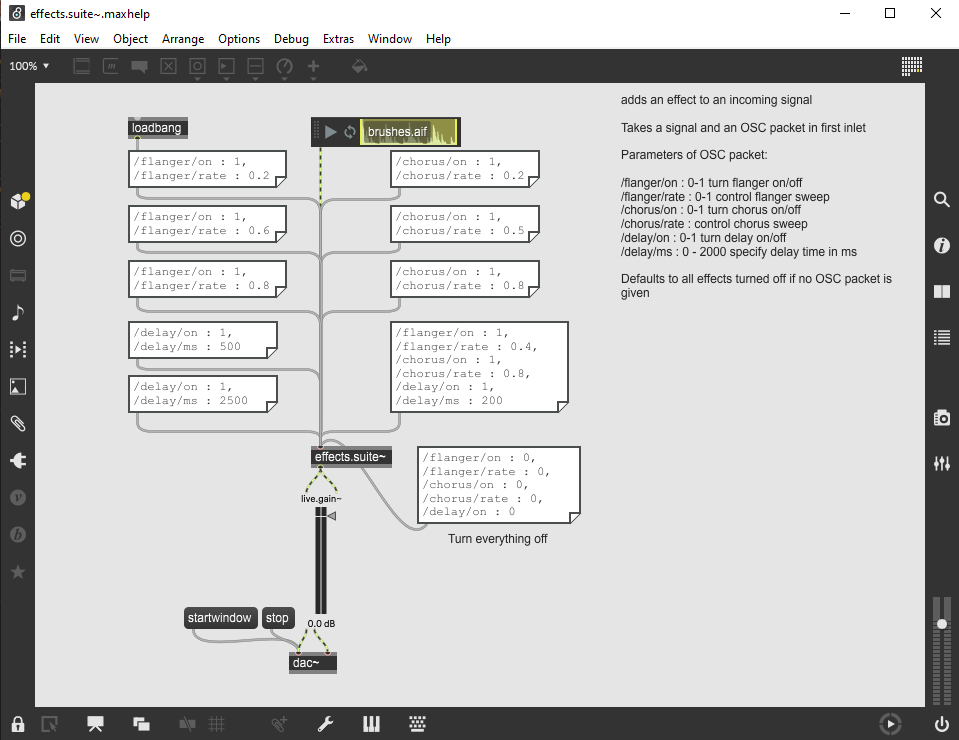 effects.suite~.maxhelp
File Edit View Object Arrange Options Debug Extras Window Help
100%
loadbang
brushes.aif
/flanger/on : 1,
/flanger/rate : 0.2
/chorus/on : 1,
/chorus/rate : 0.2
/flanger/on : 1,
/flanger/rate : 0.6
/chorus/on : 1,
/chorus/rate : 0.5
/flanger/on : 1,
/flanger/rate : 0.8
/chorus/on : 1,
/chorus/rate : 0.8
/delay/on : 1,
/delay/ms : 500
/delay/on : 1,
/delay/ms : 2500
/flanger/on : 1,
/flanger/rate : 0.4,
/chorus/on : 1,
/chorus/rate : 0.8,
/delay/on : 1,
/delay/ms : 200
effects.suite~
/flanger/on : 0,
/flanger/rate : 0,
/chorus/on : 0,
/chorus/rate : 0,
/delay/on : 0
Turn everything off
live.gain~
0.0 dB
startwindow
stop
dac~
adds an effect to an incoming signal
Takes a signal and an OSC packet in first inlet
Parameters of OSC packet:
/flanger/on : 0-1 turn flanger on/off
/flanger/rate : 0-1 control flanger sweep
/chorus/on : 0-1 turn chorus on/off
/chorus/rate : control chorus sweep
/delay/on : 0-1 turn delay on/off
/delay/ms : 0 - 2000 specify delay time in ms
Defaults to all effects turned off if no OSC packet is
given